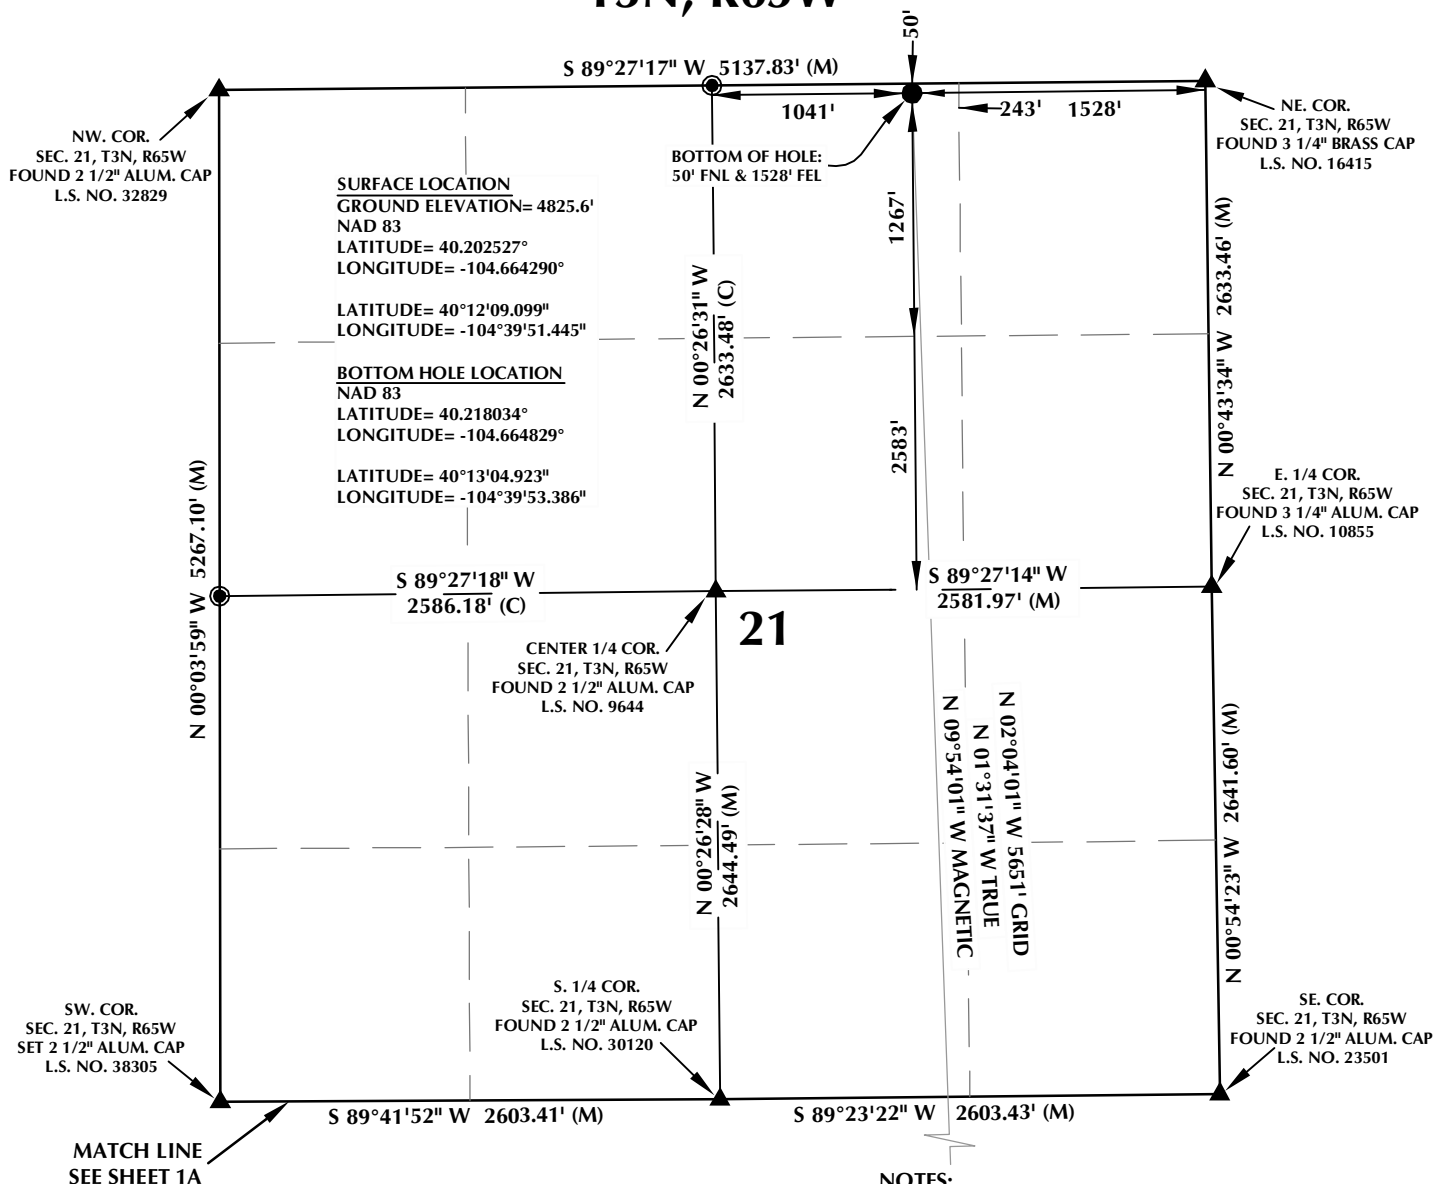 50'
S 89°27'17" W 5137.83' (M)
1041'
243'
1528'
NW. COR.
SEC. 21, T3N, R65W
FOUND 2 1/2" ALUM. CAP
L.S. NO. 32829
NE. COR.
SEC. 21, T3N, R65W
FOUND 3 1/4" BRASS CAP
L.S. NO. 16415
BOTTOM OF HOLE:
50' FNL & 1528' FEL
SURFACE LOCATION
GROUND ELEVATION= 4825.6'
NAD 83
LATITUDE= 40.202527°
LONGITUDE= -104.664290°
LATITUDE= 40°12'09.099"
LONGITUDE= -104°39'51.445"
BOTTOM HOLE LOCATION
NAD 83
LATITUDE= 40.218034°
LONGITUDE= -104.664829°
LATITUDE= 40°13'04.923"
LONGITUDE= -104°39'53.386"
N 00°26'31" W
2633.48' (C)
1267'
2583'
N 00°43'34" W 2633.46' (M)
E. 1/4 COR.
SEC. 21, T3N, R65W
FOUND 3 1/4" ALUM. CAP
L.S. NO. 10855
N 00°03'59" W 5267.10' (M)
S 89°27'18" W
2586.18' (C)
S 89°27'14" W
2581.97' (M)
21
CENTER 1/4 COR.
SEC. 21, T3N, R65W
FOUND 2 1/2" ALUM. CAP
L.S. NO. 9644
N 00°26'28" W
2644.49' (M)
N 02°04'01" W 5651' GRID
N 01°31'37" W TRUE
N 09°54'01" W MAGNETIC
N 00°54'23" W 2641.60' (M)
SW. COR.
SEC. 21, T3N, R65W
SET 2 1/2" ALUM. CAP
L.S. NO. 38305
S. 1/4 COR.
SEC. 21, T3N, R65W
FOUND 2 1/2" ALUM. CAP
L.S. NO. 30120
SE. COR.
SEC. 21, T3N, R65W
FOUND 2 1/2" ALUM. CAP
L.S. NO. 23501
S 89°41'52" W 2603.41' (M)
S 89°23'22" W 2603.43' (M)
MATCH LINE
SEE SHEET 1A
NOTES: